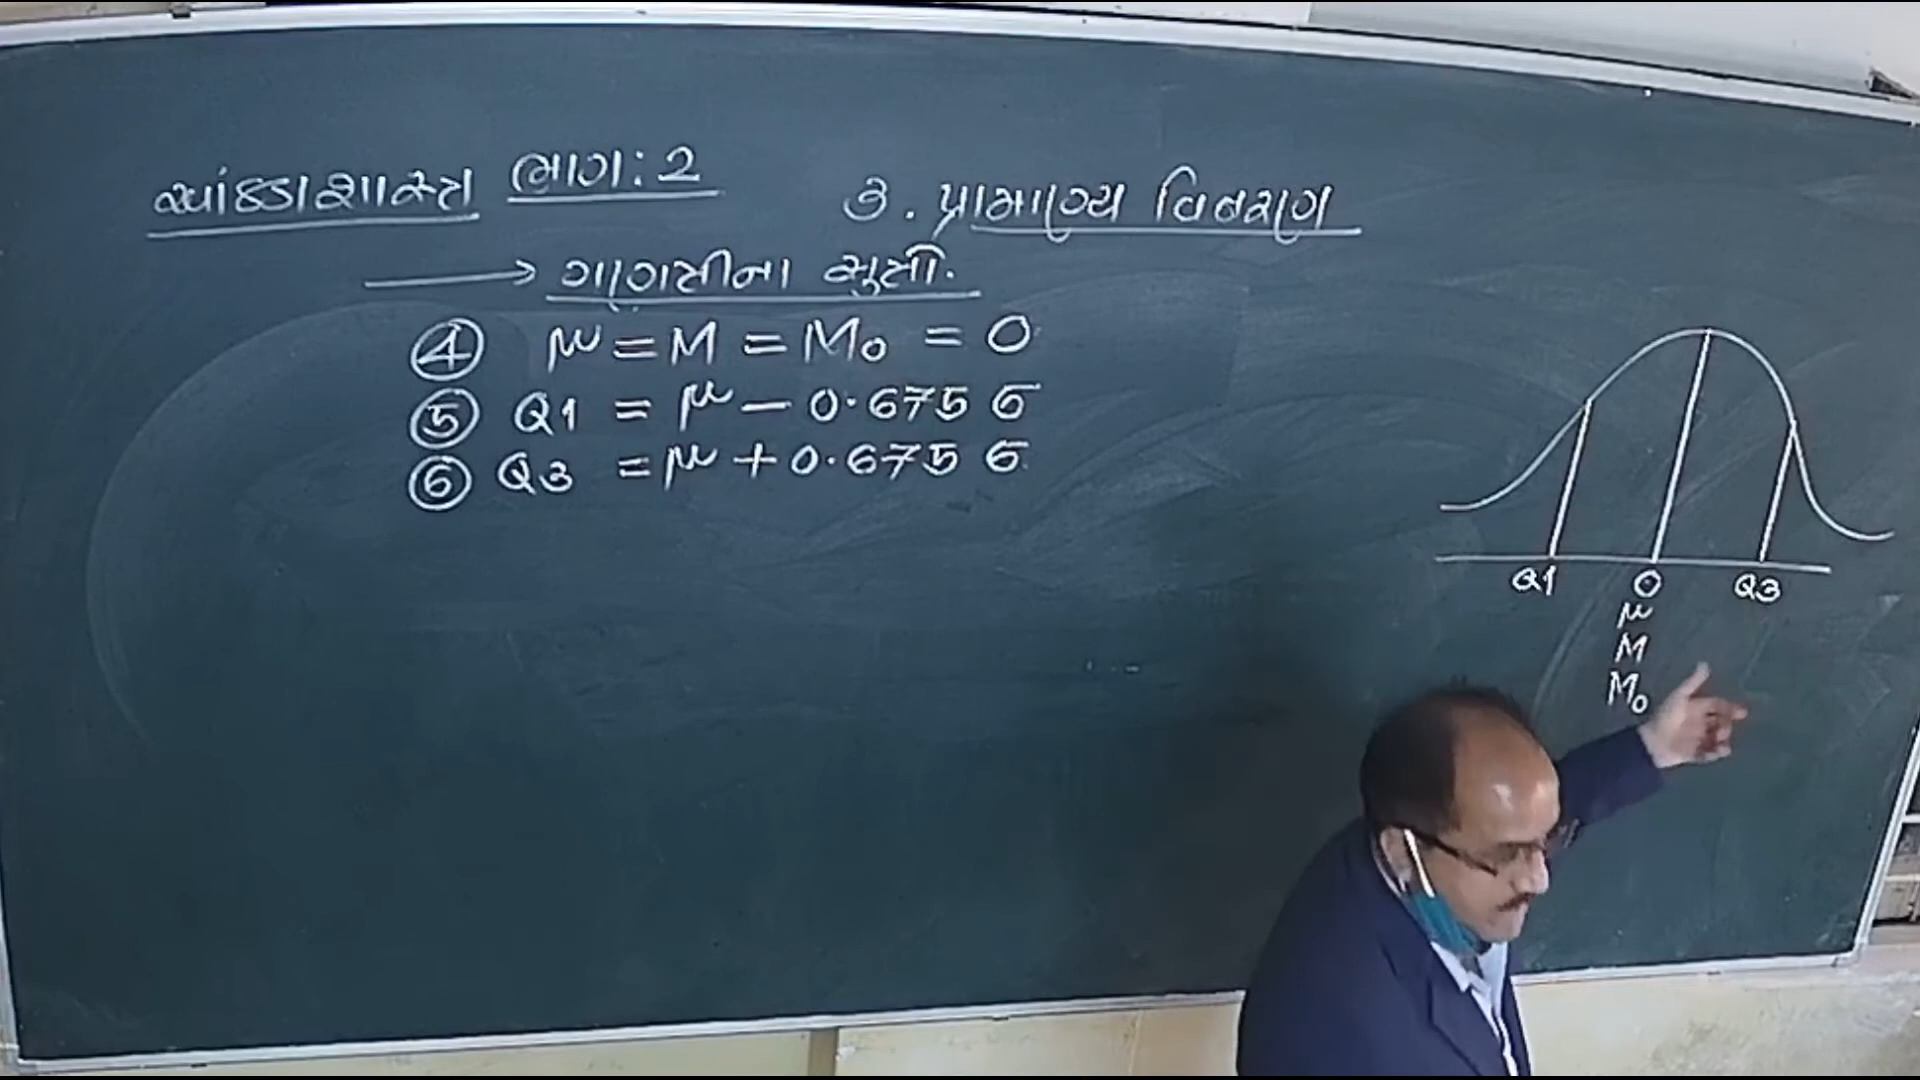 આંકડાશાસ્ત્ર ભાગ: 2
3. પ્રામાણ્ય વિતરણ
→ ગાણિતીના સુત્રો.
④ μ = M = M₀ = 0
⑤ Q1 = μ - 0.675 σ
⑥ Q3 = μ + 0.675 σ
Q1 0 Q3
μ
M
M₀